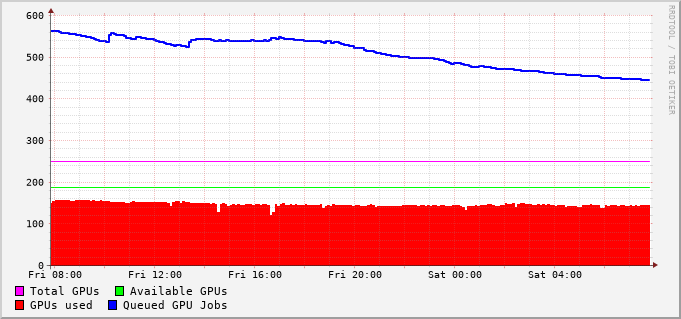 600
500
400
300
200
100
0
Fri 08:00 Fri 12:00 Fri 16:00 Fri 20:00 Sat 00:00 Sat 04:00
Total GPUs Available GPUs
GPUs used Queued GPU Jobs
RRDTOOL / TOBI OETIKER